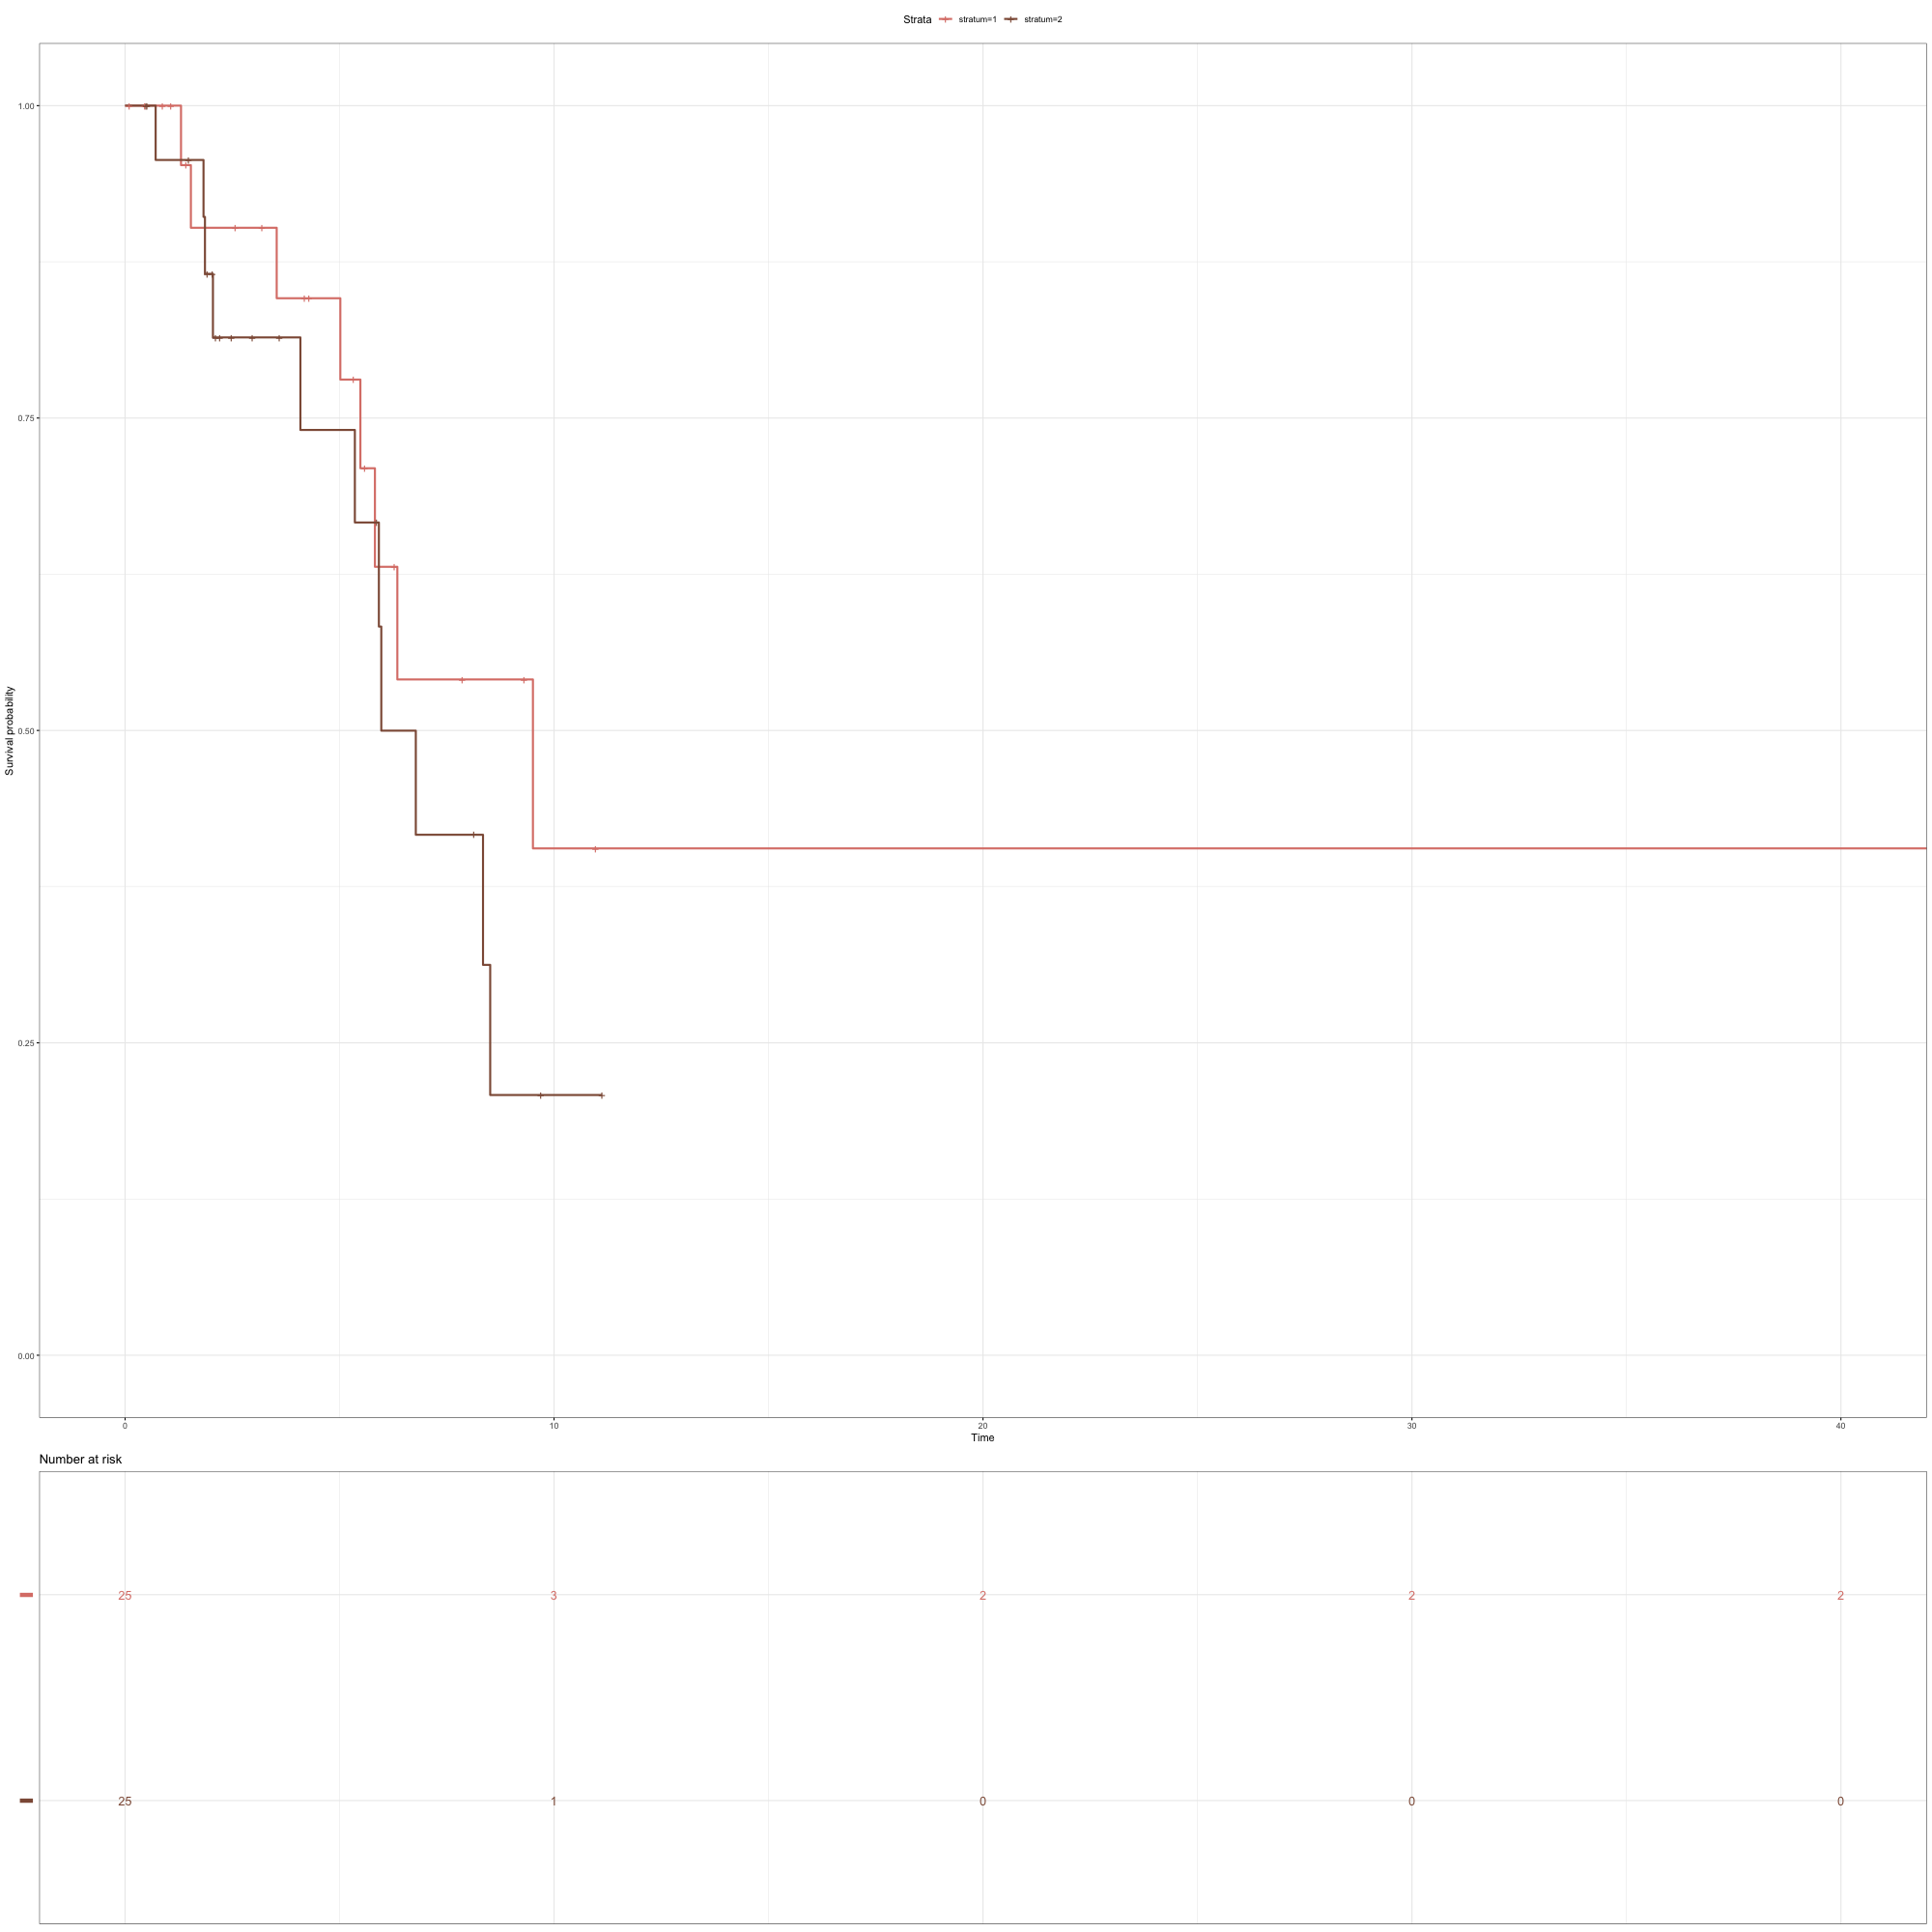 Strata stratum=1 stratum=2
1.00
0.75
0.50
0.25
0.00
Survival probability
0 10 20 30 40
Time
Number at risk
25 3 2 2 2
25 1 0 0 0